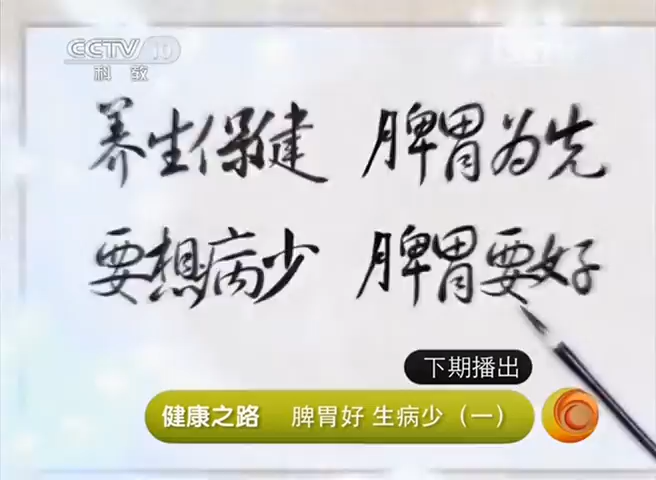 CCTV 10
科教
养生保健 脾胃为先
要想病少 脾胃要好
下期播出
健康之路 脾胃好 生病少（一）